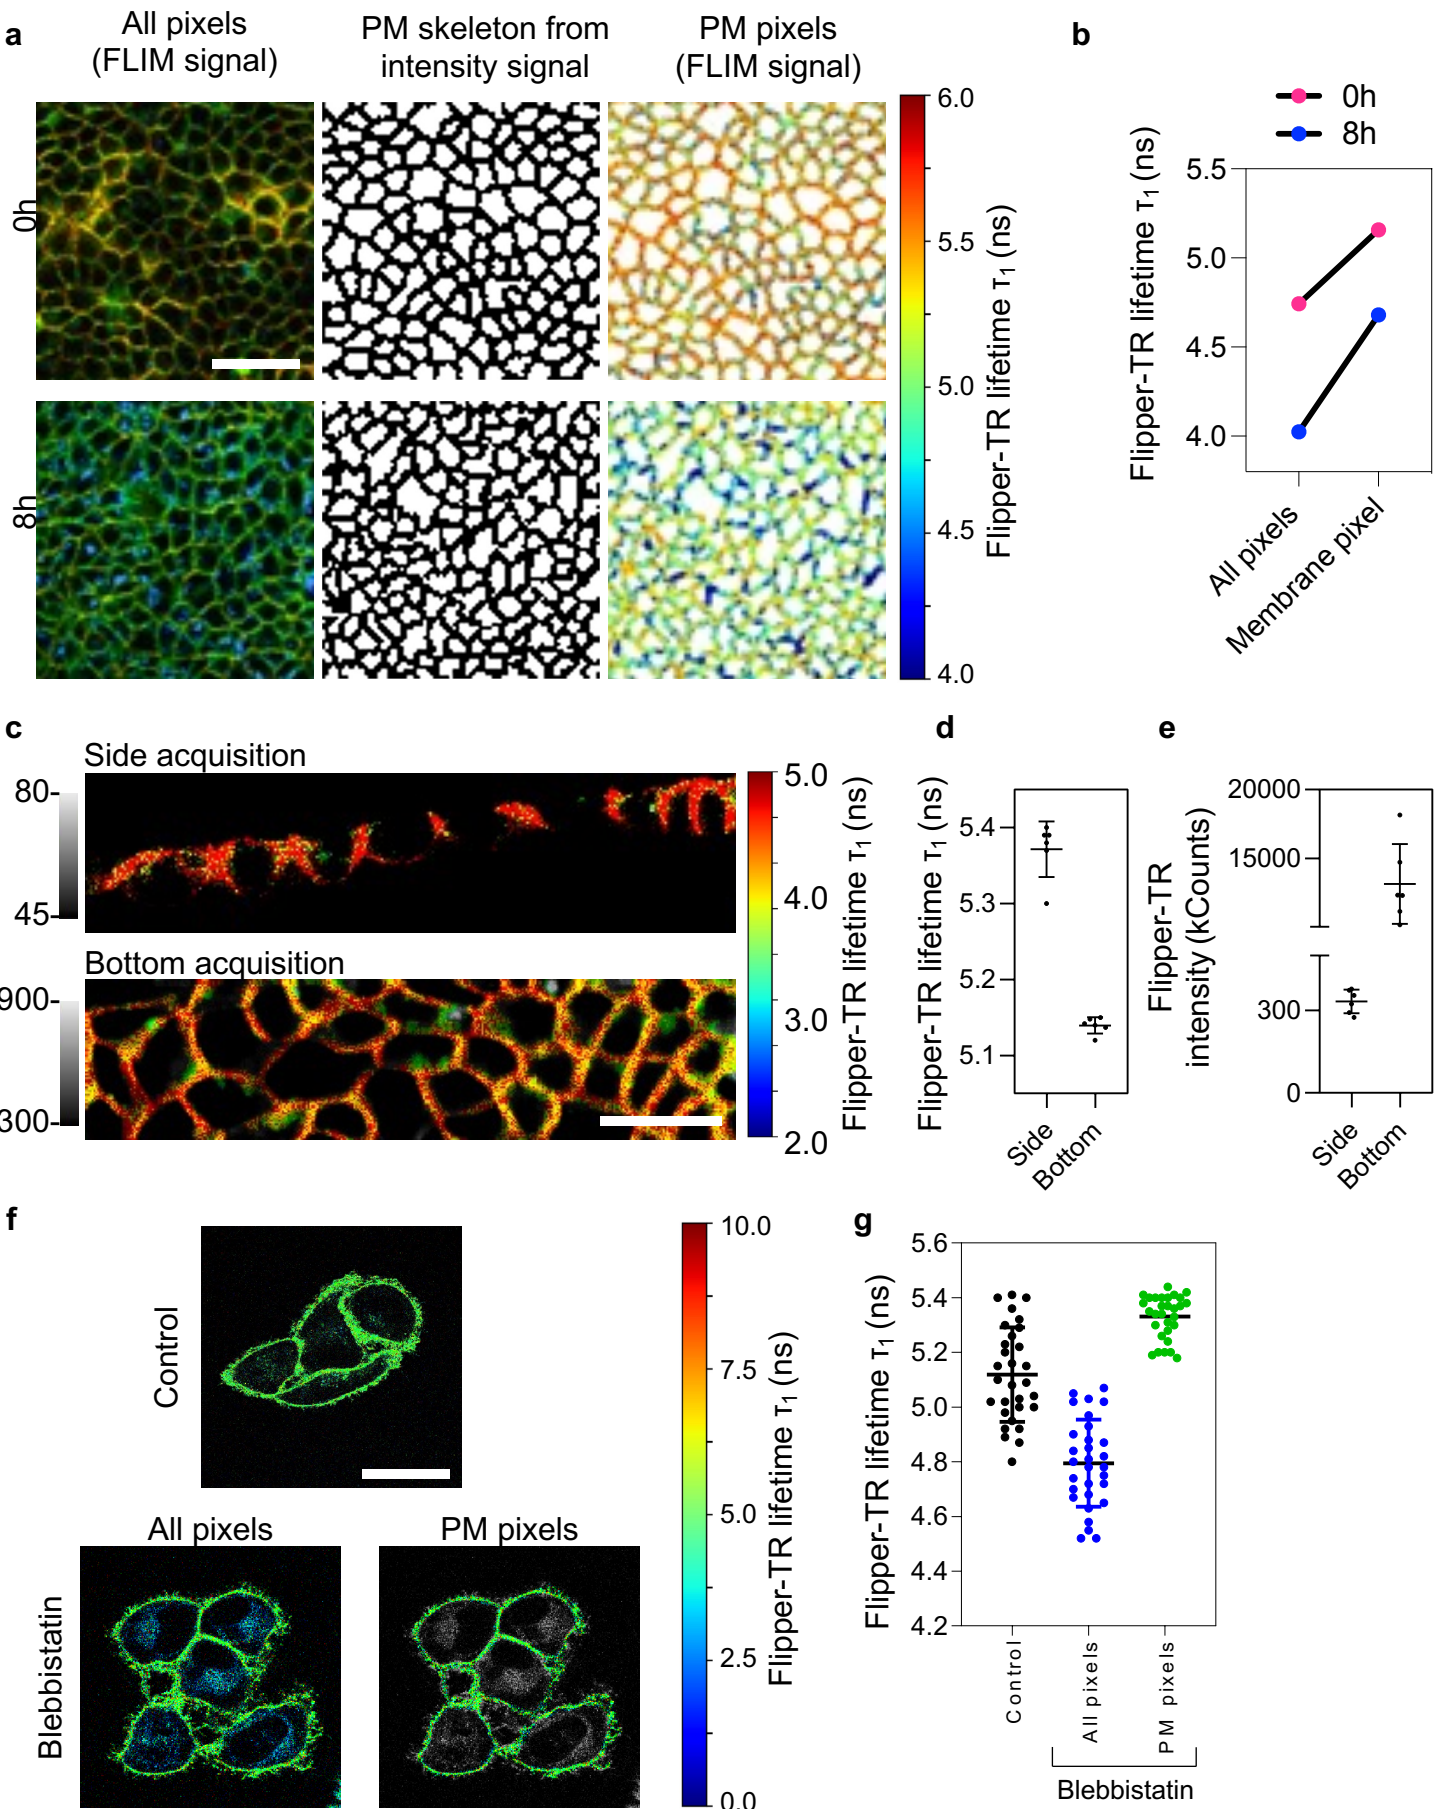 a
All pixels
(FLIM signal)
PM skeleton from
intensity signal
PM pixels
(FLIM signal)
0h
8h
6.0
5.5
5.0
4.5
4.0
Flipper-TR lifetime τ1 (ns)
b
0h
8h
Flipper-TR lifetime τ1 (ns)
5.5
5.0
4.5
4.0
All pixels
Membrane pixel
c
Side acquisition
80
45
Bottom acquisition
900
300
5.0
4.0
3.0
2.0
Flipper-TR lifetime τ1 (ns)
d
Flipper-TR lifetime τ1 (ns)
5.4
5.3
5.2
5.1
Side
Bottom
e
Flipper-TR
intensity (kCounts)
20000
15000
300
0
Side
Bottom
f
Control
All pixels
PM pixels
Blebbistatin
10.0
7.5
5.0
2.5
0.0
Flipper-TR lifetime τ1 (ns)
g
Flipper-TR lifetime τ1 (ns)
5.6
5.4
5.2
5.0
4.8
4.6
4.4
4.2
Control
All pixels
PM pixels
Blebbistatin